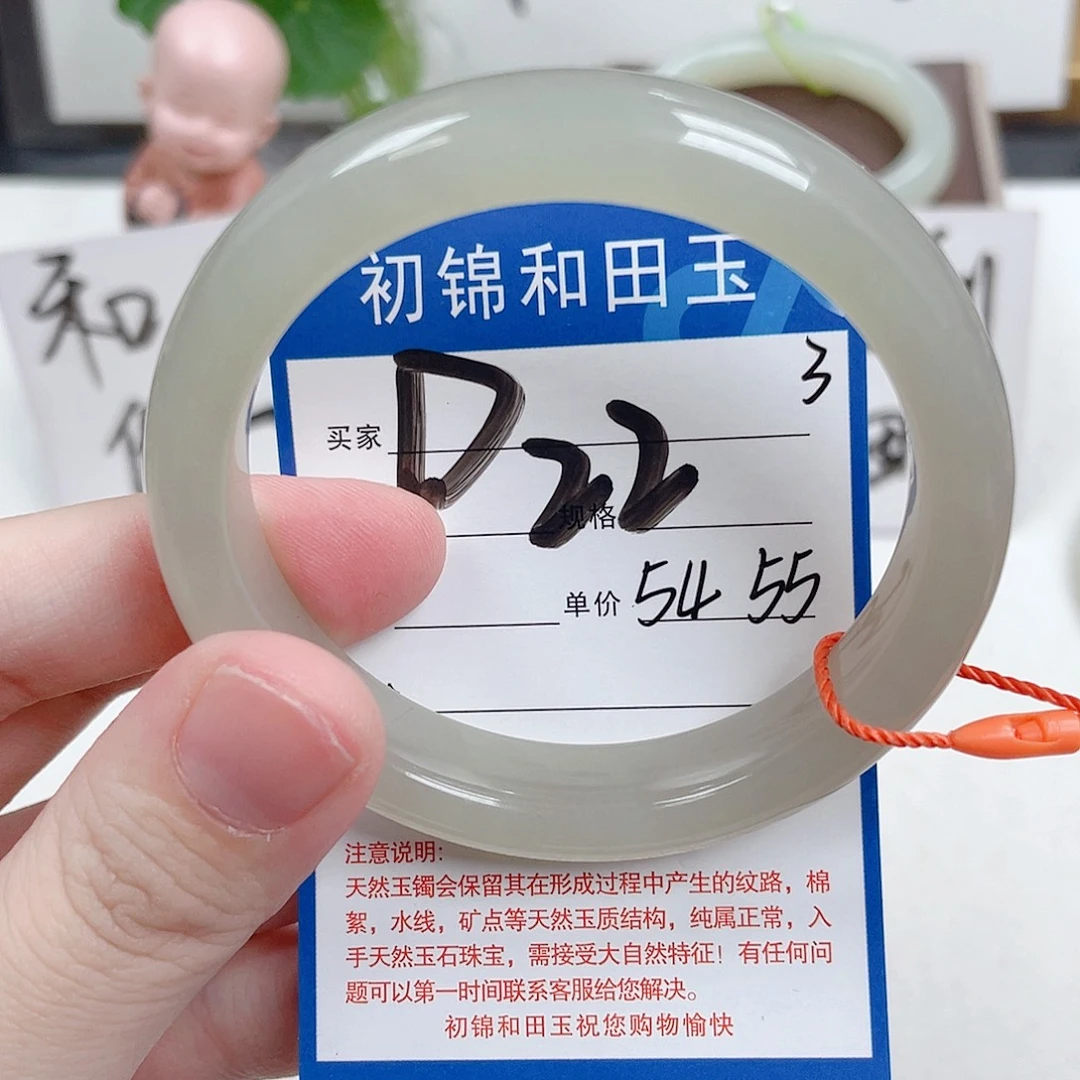 初锦和田玉
3
买家 D22
规格
单价 54 55
和
注意说明:
天然玉镯会保留其在形成过程中产生的纹路，棉
絮，水线，矿点等天然玉质结构，纯属正常，入
手天然玉石珠宝，需接受大自然特征！有任何问
题可以第一时间联系客服给您解决。
初锦和田玉祝您购物愉快